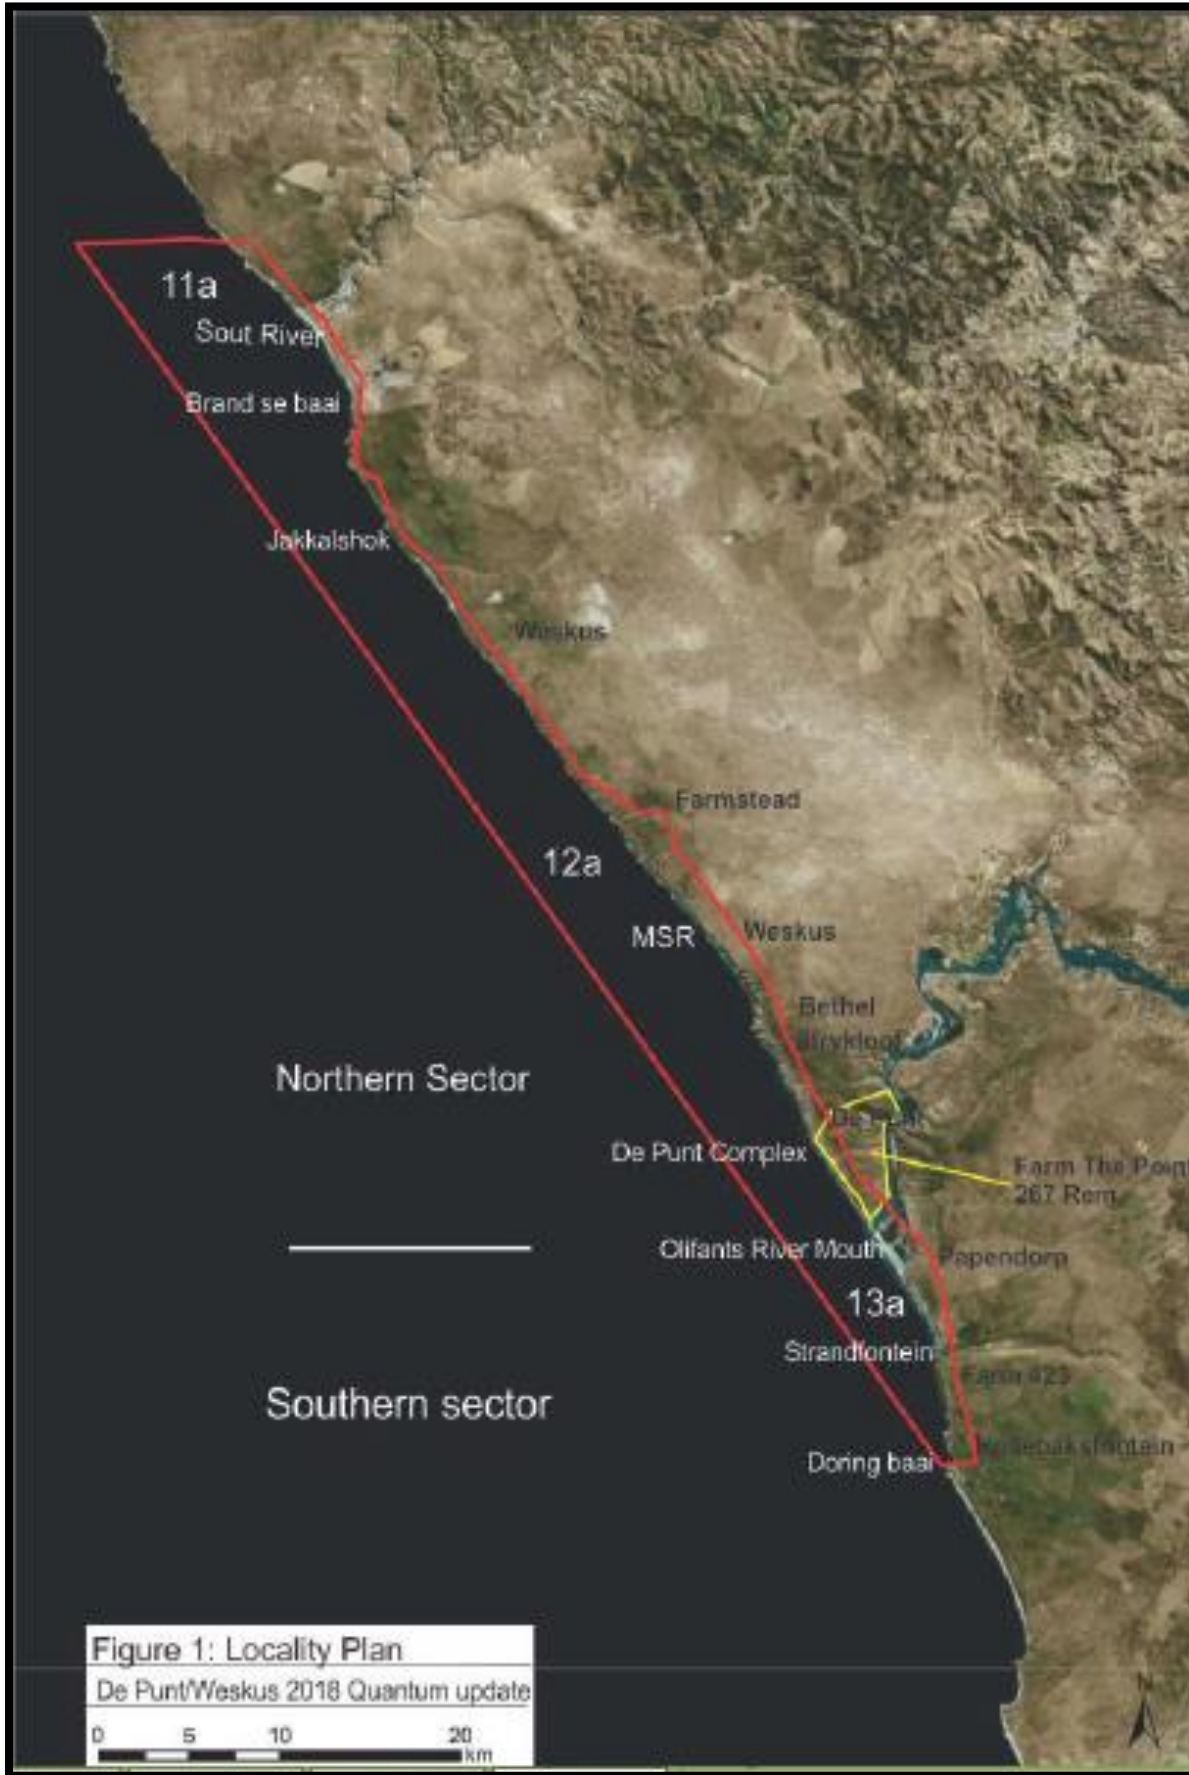 11a
Sout River
Brand se baai
Jakkalshok
Weskus
Farmstead
12a
MSR
Weskus
Bethel
Northern Sector
De Punt Complex
Farm The Point
267 Rem
Olifants River Mouth
Papendorp
13a
Strandfontein
Farm 423
Southern sector
Doring baai
Figure 1: Locality Plan
De Punt/Weskus 2018 Quantum update
0 5 10 20
km
N